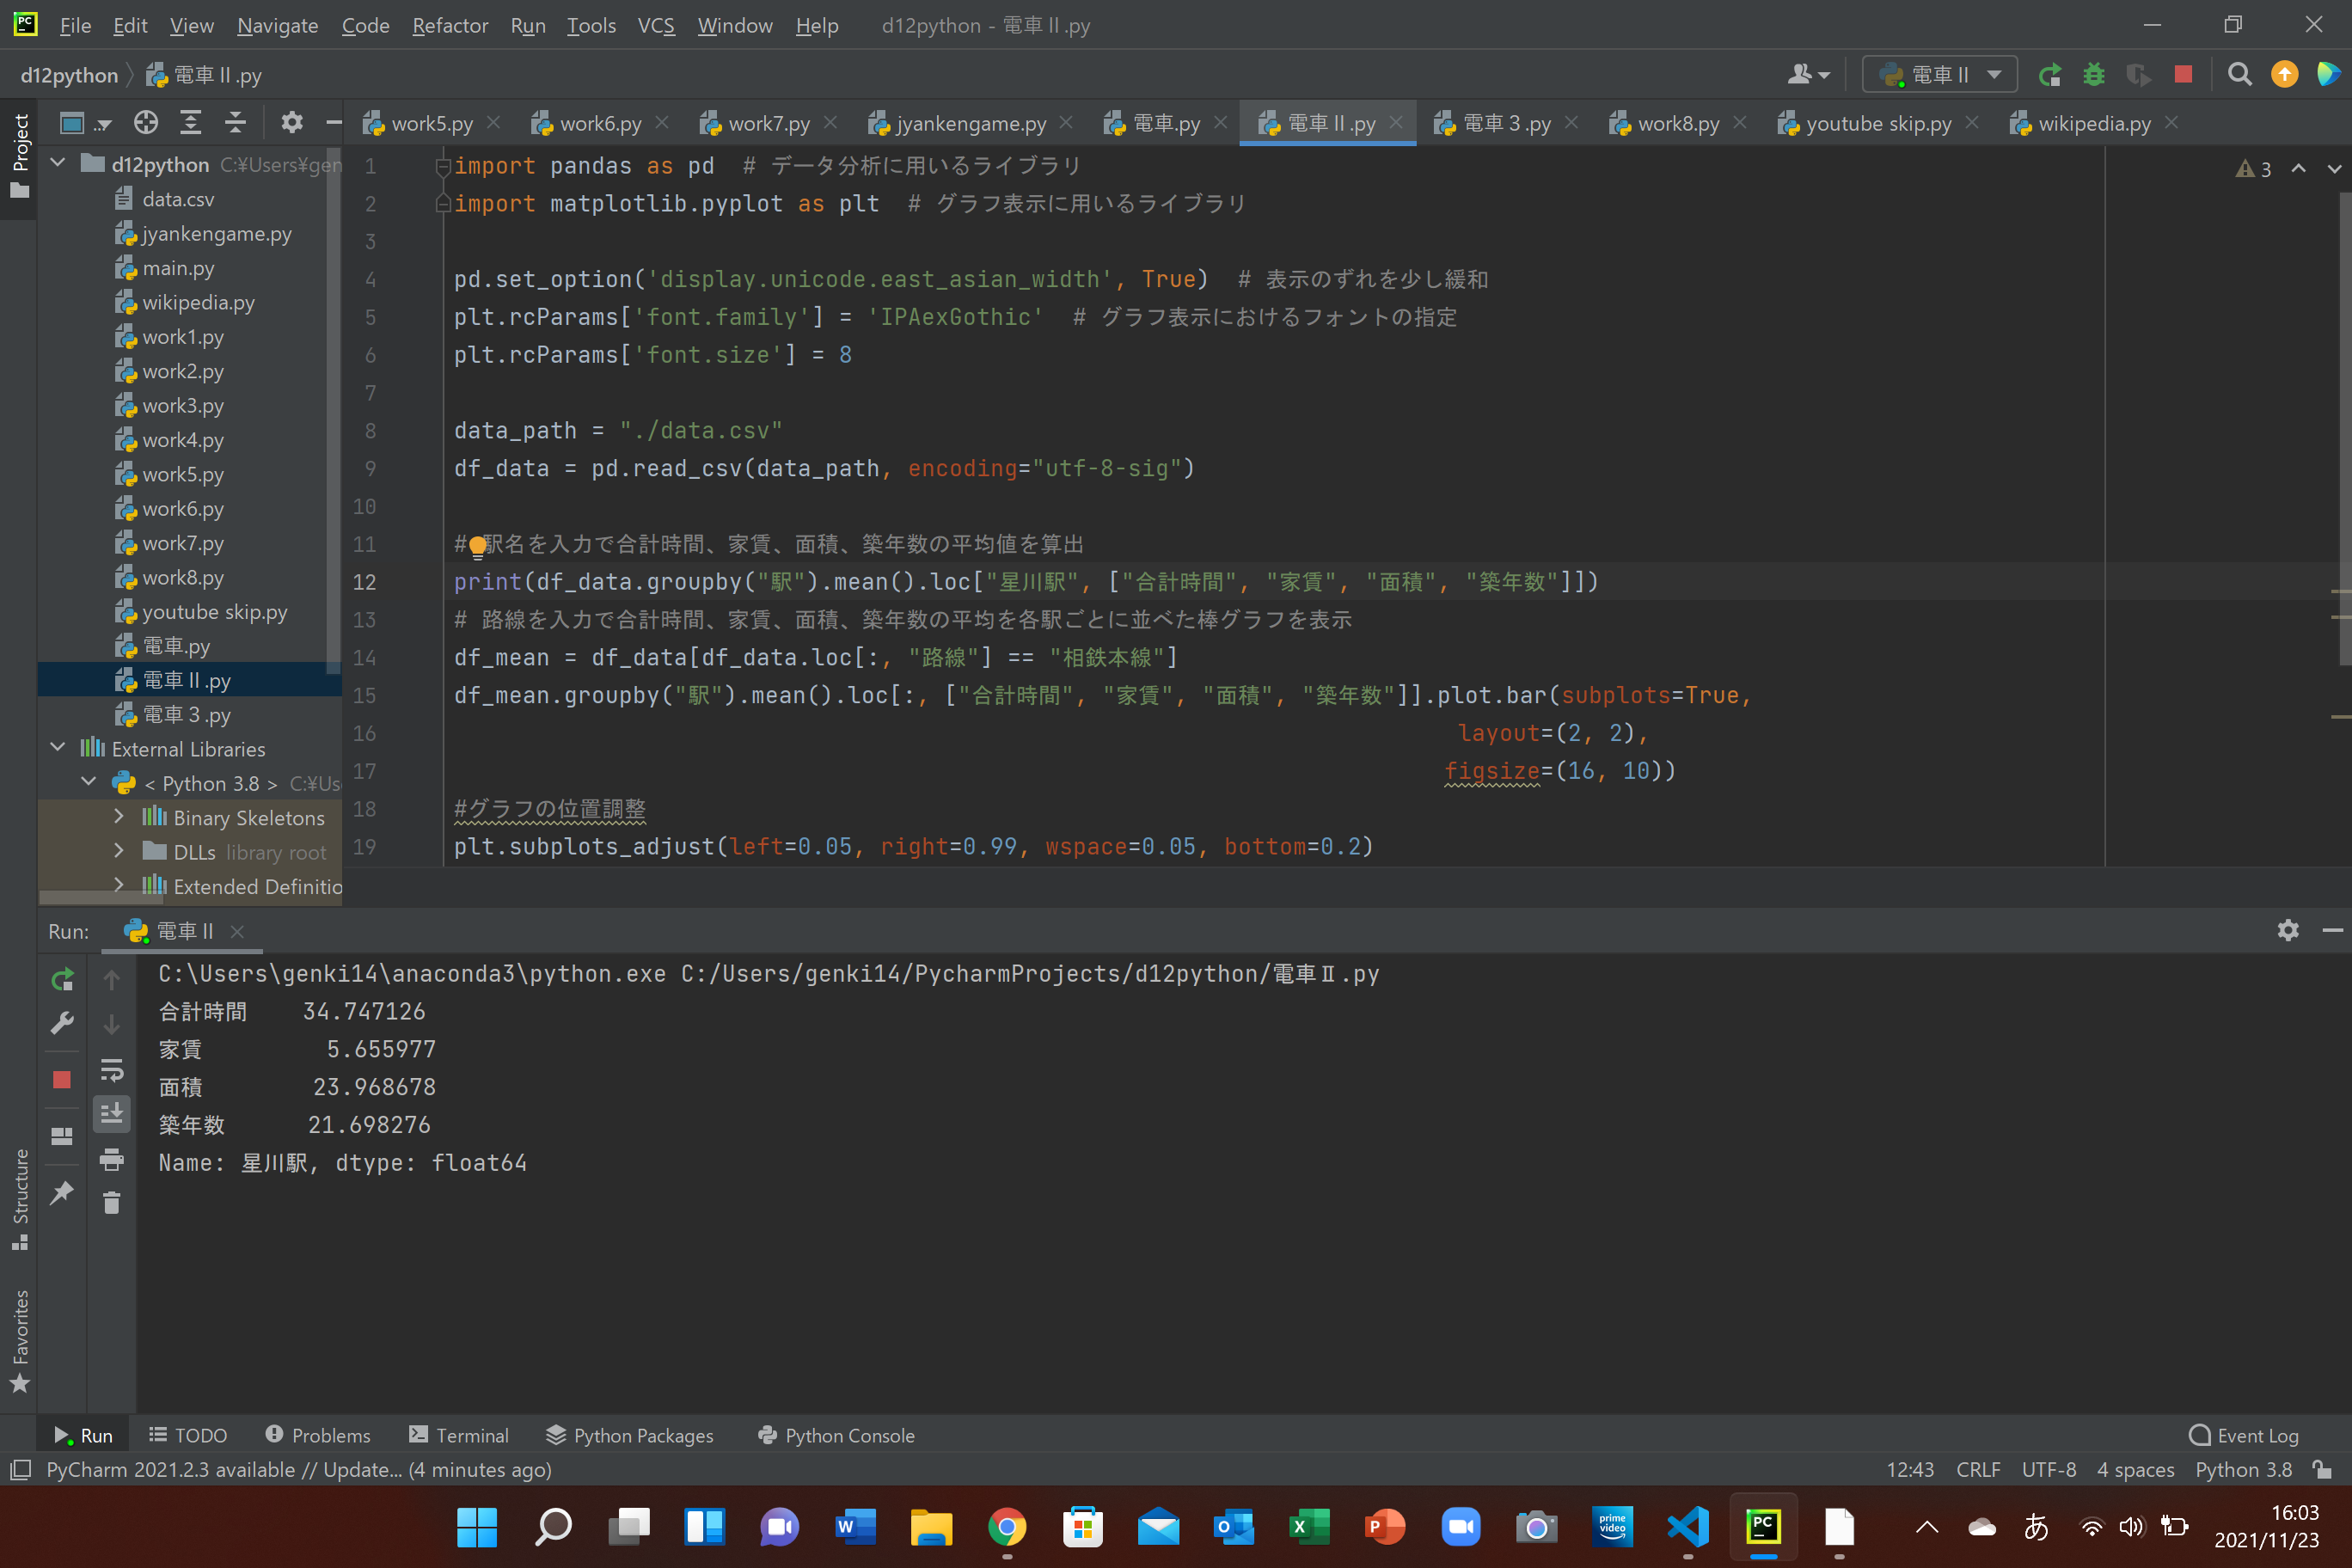 File Edit View Navigate Code Refactor Run Tools VCS Window Help d12python - 電車Ⅱ.py
d12python 電車Ⅱ.py 電車Ⅱ
Project
work5.py work6.py work7.py jyankengame.py 電車.py 電車Ⅱ.py 電車３.py work8.py youtube skip.py wikipedia.py
d12python C:¥Users¥gen
data.csv
jyankengame.py
main.py
wikipedia.py
work1.py
work2.py
work3.py
work4.py
work5.py
work6.py
work7.py
work8.py
youtube skip.py
電車.py
電車Ⅱ.py
電車３.py
External Libraries
< Python 3.8 > C:¥Us
Binary Skeletons
DLLs library root
Extended Definitio
3
1 import pandas as pd # データ分析に用いるライブラリ
2 import matplotlib.pyplot as plt # グラフ表示に用いるライブラリ
3
4 pd.set_option('display.unicode.east_asian_width', True) # 表示のずれを少し緩和
5 plt.rcParams['font.family'] = 'IPAexGothic' # グラフ表示におけるフォントの指定
6 plt.rcParams['font.size'] = 8
7
8 data_path = "./data.csv"
9 df_data = pd.read_csv(data_path, encoding="utf-8-sig")
10
11 # 駅名を入力で合計時間、家賃、面積、築年数の平均値を算出
12 print(df_data.groupby("駅").mean().loc["星川駅", ["合計時間", "家賃", "面積", "築年数"]])
13 # 路線を入力で合計時間、家賃、面積、築年数の平均を各駅ごとに並べた棒グラフを表示
14 df_mean = df_data[df_data.loc[:, "路線"] == "相鉄本線"]
15 df_mean.groupby("駅").mean().loc[:, ["合計時間", "家賃", "面積", "築年数"]].plot.bar(subplots=True,
16 layout=(2, 2),
17 figsize=(16, 10))
18 #グラフの位置調整
19 plt.subplots_adjust(left=0.05, right=0.99, wspace=0.05, bottom=0.2)
Run: 電車Ⅱ
C:\Users\genki14\anaconda3\python.exe C:/Users/genki14/PycharmProjects/d12python/電車Ⅱ.py
合計時間 34.747126
家賃 5.655977
面積 23.968678
築年数 21.698276
Name: 星川駅, dtype: float64
Structure
Favorites
Run TODO Problems Terminal Python Packages Python Console Event Log
PyCharm 2021.2.3 available // Update... (4 minutes ago) 12:43 CRLF UTF-8 4 spaces Python 3.8
prime video
あ
16:03
2021/11/23